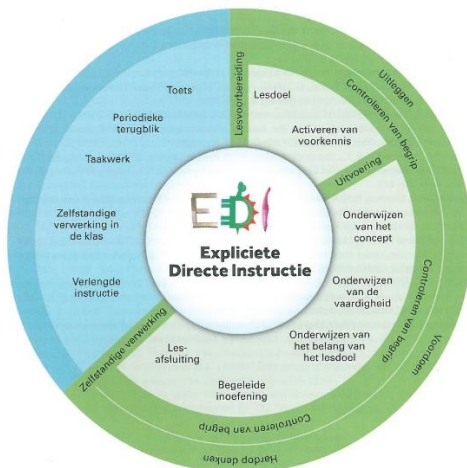 Uitleggen
Controleren van begrip
Lesvoorbereiding
Lesdoel
Activeren van
voorkennis
Uitvoering
Onderwijzen
van het
concept
Onderwijzen
van de
vaardigheid
Onderwijzen van
het belang van
het lesdool
Controleren van begrip
Voordoen
Begeleide
inoefening
Les-
afsluiting
Controleren van begrip
Hardop denken
Zelfstandige verwerking
Verlengde
instructie
Zelfstandige
verwerking in
de klas
Taakwerk
Periodieke
terugblik
Toets
EDI
Expliciete
Directe Instructie